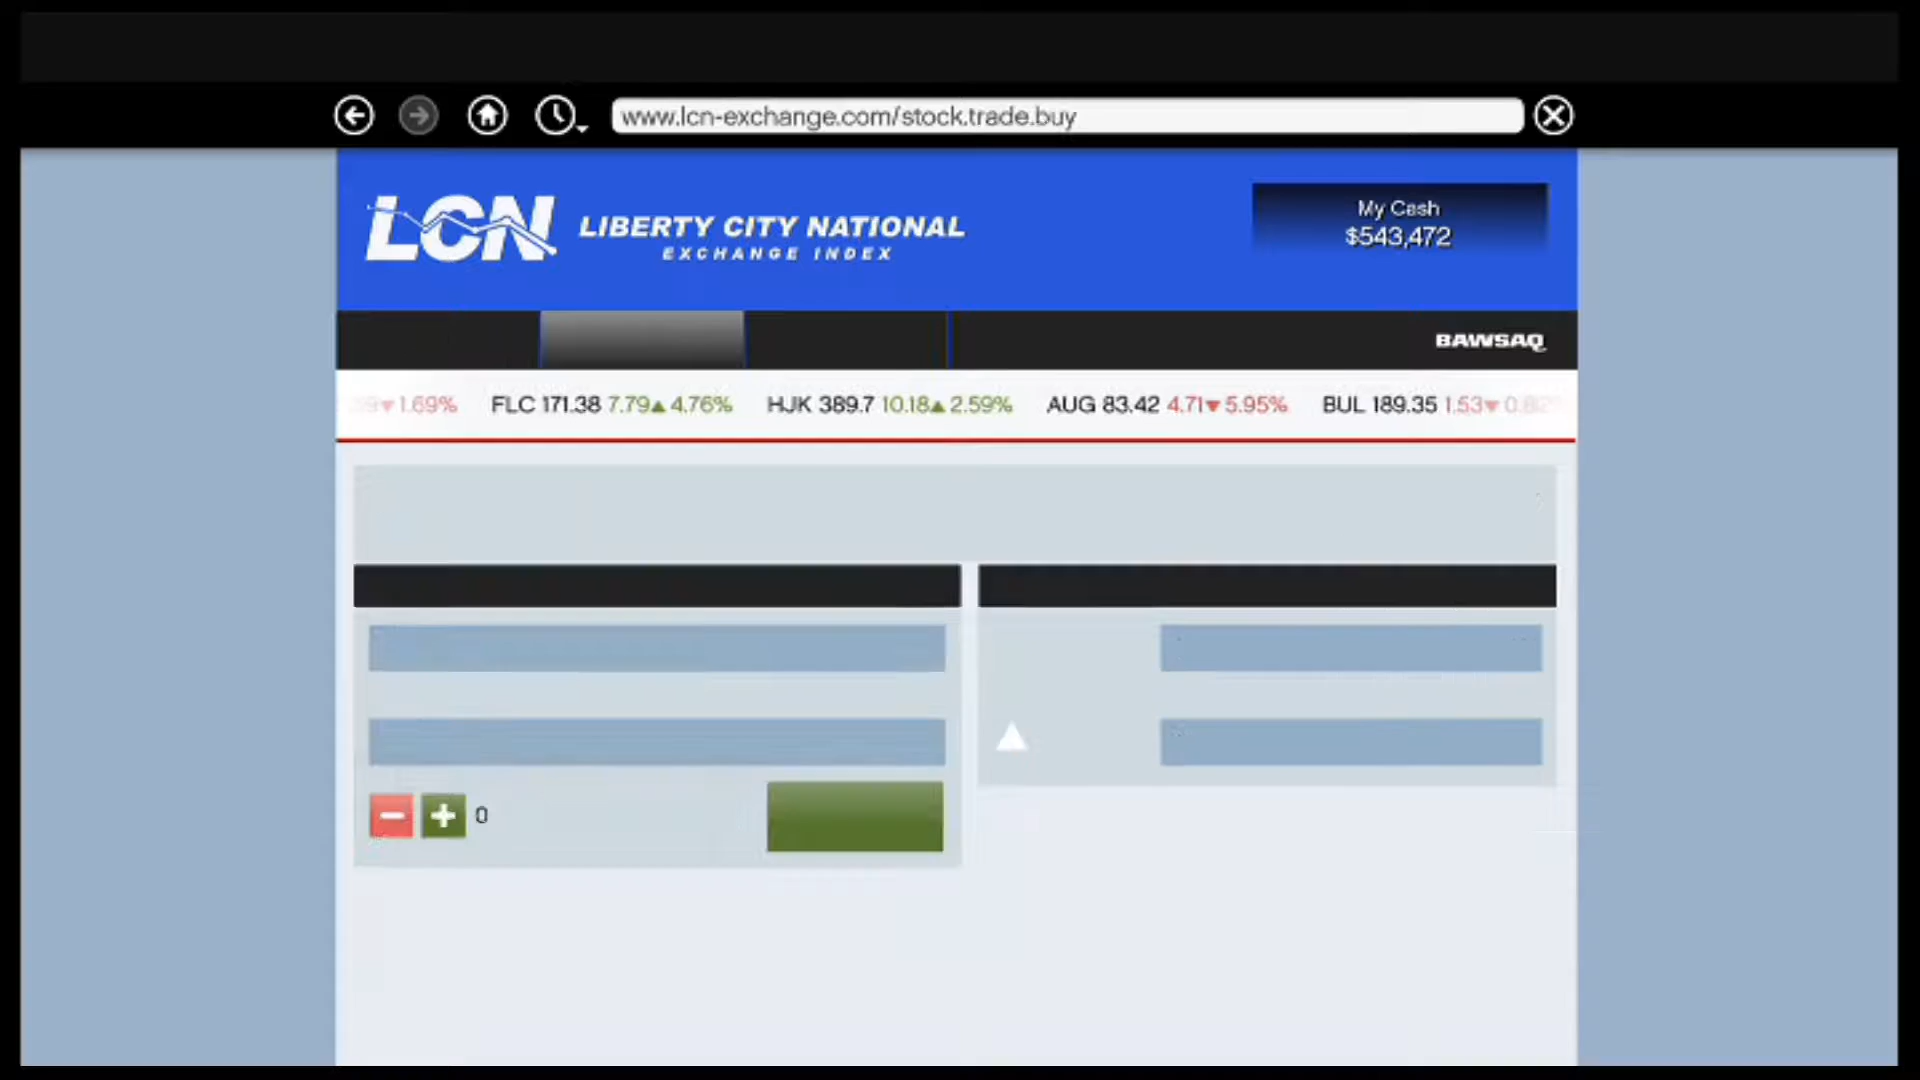 www.lcn-exchange.com/stock.trade.buy
LCN LIBERTY CITY NATIONAL
EXCHANGE INDEX
My Cash
$543,472
BAWSAQ
1.69% FLC 171.38 7.79▲4.76% HJK 389.7 10.18▲2.59% AUG 83.42 4.71▼5.95% BUL 189.35 1.53▼
0